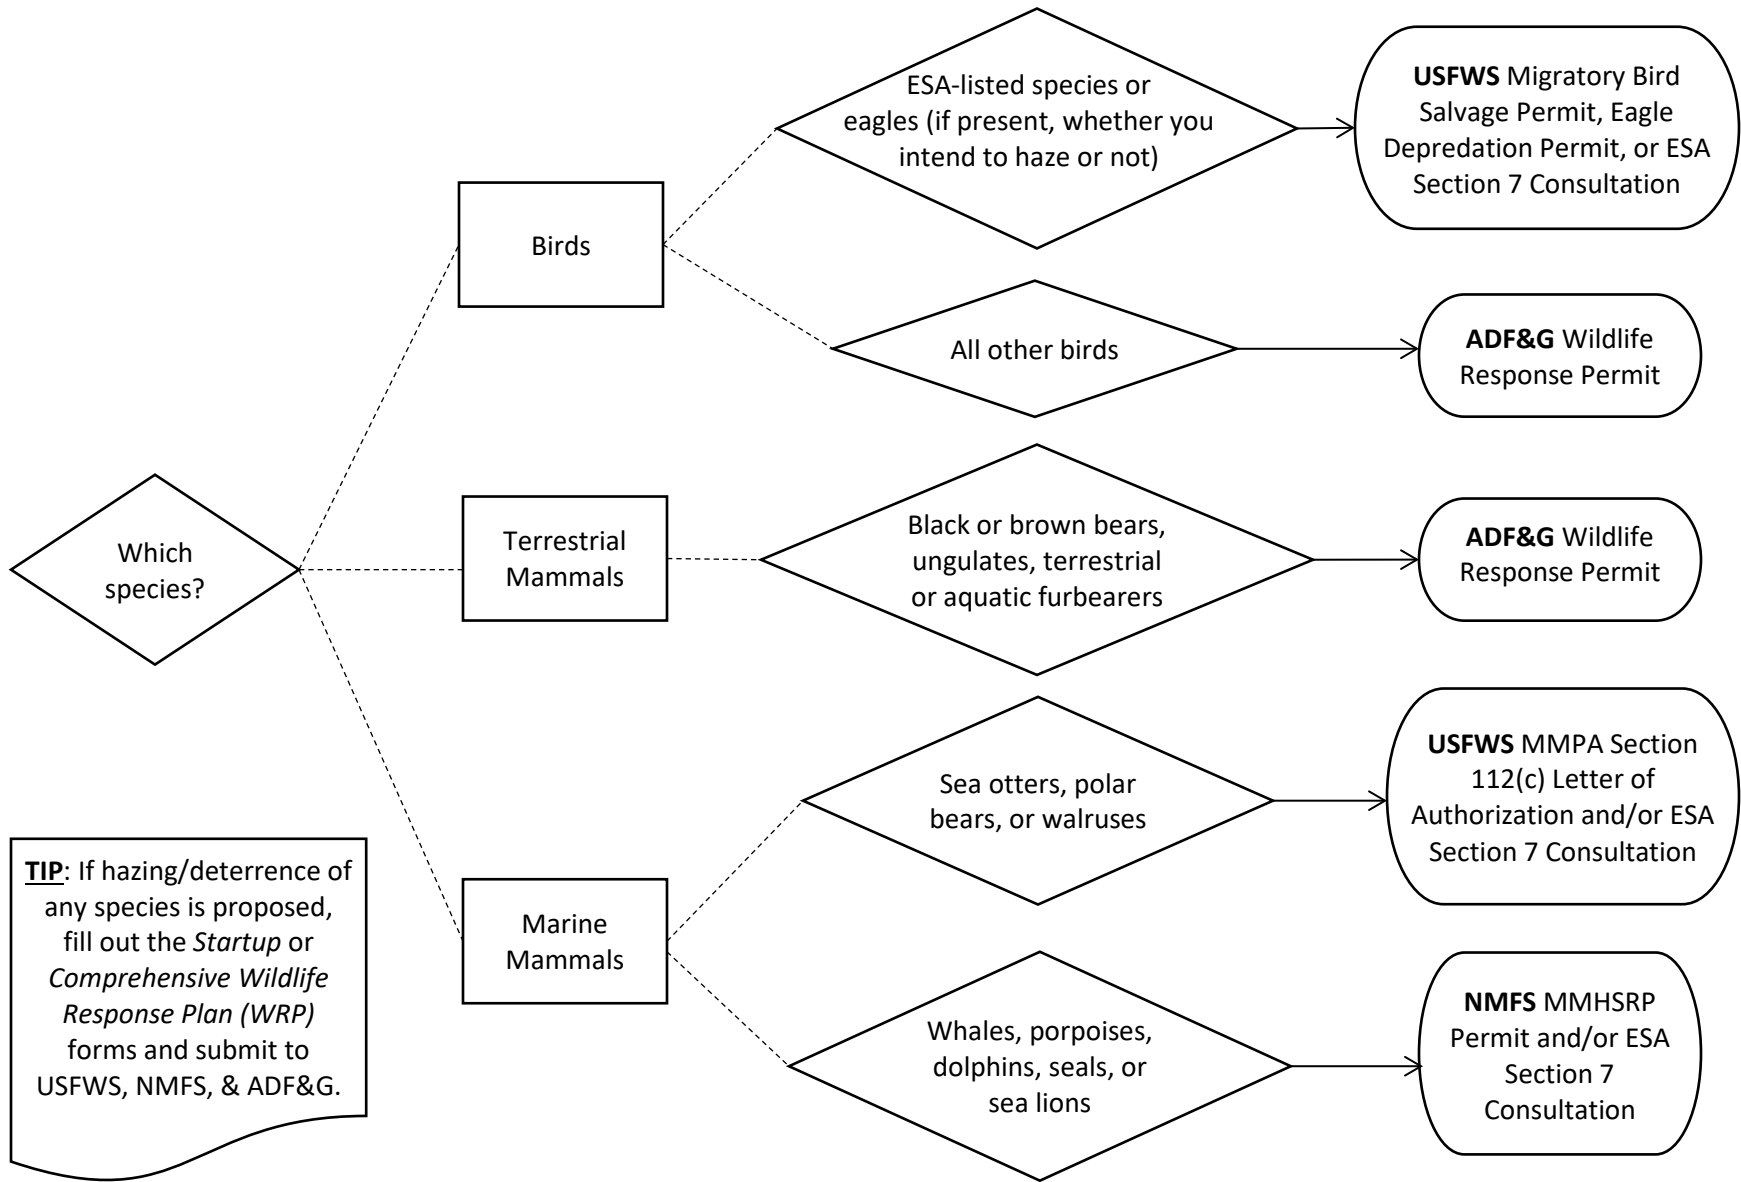 Which
species?
Birds
ESA-listed species or
eagles (if present, whether you
intend to haze or not)
USFWS Migratory Bird
Salvage Permit, Eagle
Depredation Permit, or ESA
Section 7 Consultation
All other birds
ADF&G Wildlife
Response Permit
Terrestrial
Mammals
Black or brown bears,
ungulates, terrestrial
or aquatic furbearers
ADF&G Wildlife
Response Permit
Marine
Mammals
Sea otters, polar
bears, or walruses
USFWS MMPA Section
112(c) Letter of
Authorization and/or ESA
Section 7 Consultation
Whales, porpoises,
dolphins, seals, or
sea lions
NMFS MMHSRP
Permit and/or ESA
Section 7
Consultation
TIP: If hazing/deterrence of
any species is proposed,
fill out the Startup or
Comprehensive Wildlife
Response Plan (WRP)
forms and submit to
USFWS, NMFS, & ADF&G.